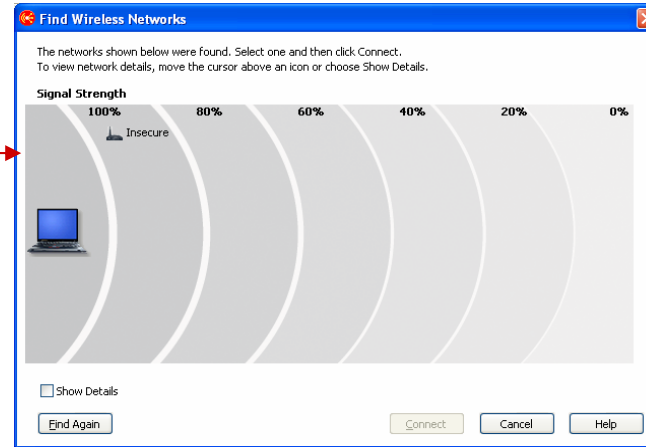 Find Wireless Networks
The networks shown below were found. Select one and then click Connect.
To view network details, move the cursor above an icon or choose Show Details.
Signal Strength
100% 80% 60% 40% 20% 0%
Insecure
Show Details
Find Again Connect Cancel Help